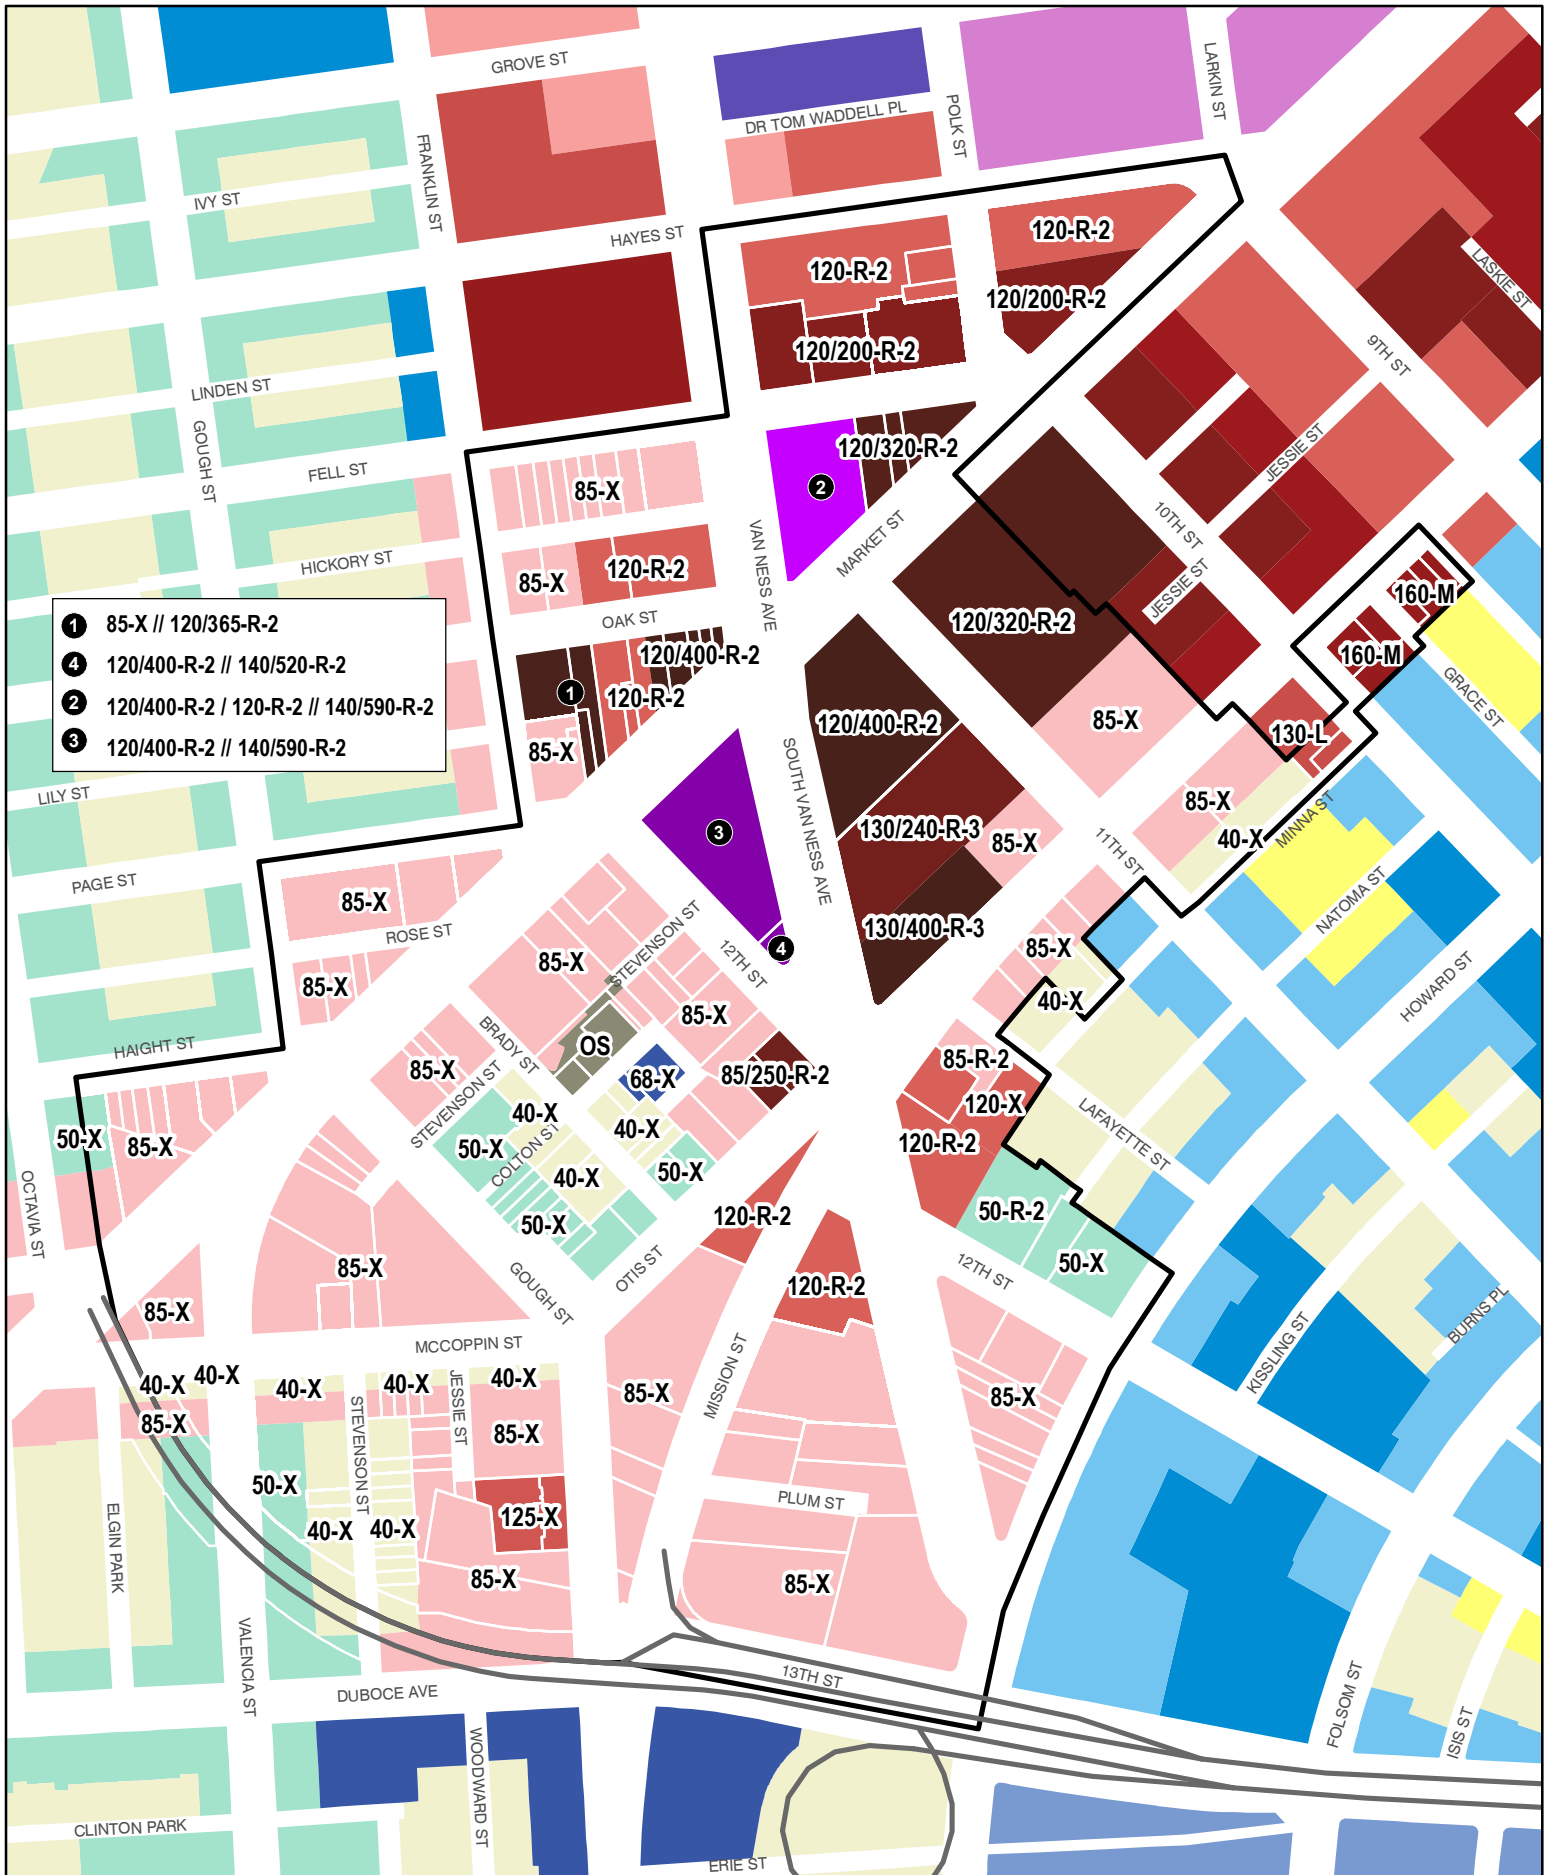 GROVE ST
LARKIN ST
DR TOM WADDELL PL
POLK ST
FRANKLIN ST
IVY ST
HAYES ST
120-R-2
120-R-2
LASKIE ST
120/200-R-2
120/200-R-2
9TH ST
LINDEN ST
GOUGH ST
FELL ST
120/320-R-2
JESSIE ST
85-X
2
VAN NESS AVE
MARKET ST
10TH ST
HICKORY ST
85-X
120-R-2
JESSIE ST
160-M
OAK ST
120/320-R-2
1 85-X // 120/365-R-2
4 120/400-R-2 // 140/520-R-2
2 120/400-R-2 / 120-R-2 // 140/590-R-2
3 120/400-R-2 // 140/590-R-2
120/400-R-2
160-M
1
120-R-2
GRACE ST
85-X
120/400-R-2
85-X
130-L
SOUTH VAN NESS AVE
LILY ST
85-X
MINNA ST
3
130/240-R-3
85-X
40-X
11TH ST
PAGE ST
85-X
NATOMA ST
ROSE ST
STEVENSON ST
130/400-R-3
4
12TH ST
85-X
85-X
85-X
HOWARD ST
40-X
85-X
BRADY ST
OS
HAIGHT ST
85-X
STEVENSON ST
68-X
85/250-R-2
85-R-2
120-X
40-X
LAFAYETTE ST
50-X
85-X
50-X
COLTON ST
40-X
120-R-2
40-X
50-X
OCTAVIA ST
50-X
120-R-2
50-R-2
85-X
GOUGH ST
OTIS ST
12TH ST
50-X
85-X
120-R-2
MCCOPPIN ST
MISSION ST
KISSLING ST
BURNS PL
40-X
40-X
40-X
40-X
JESSIE ST
40-X
85-X
85-X
85-X
STEVENSON ST
85-X
50-X
PLUM ST
125-X
ELGIN PARK
40-X
40-X
85-X
85-X
VALENCIA ST
13TH ST
DUBOCE AVE
FOLSOM ST
ISIS ST
WOODWARD ST
CLINTON PARK
ERIE ST